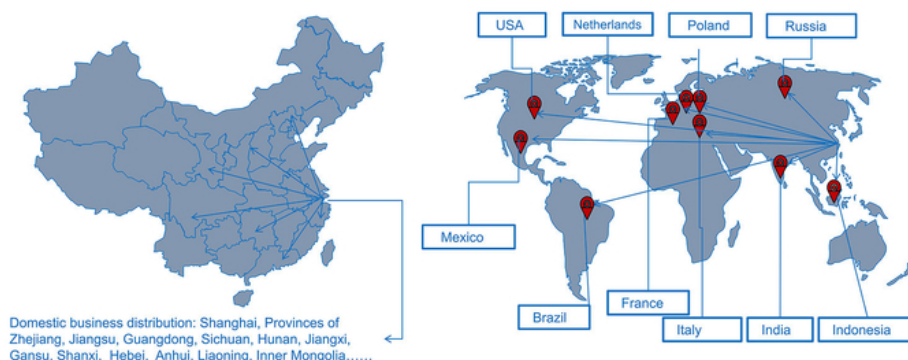 USA
Netherlands
Poland
Russia
Mexico
Brazil
France
Italy
India
Indonesia
Domestic business distribution: Shanghai, Provinces of
Zhejiang, Jiangsu, Guangdong, Sichuan, Hunan, Jiangxi,
Gansu, Shanxi, Hebei, Anhui, Liaoning, Inner Mongolia......